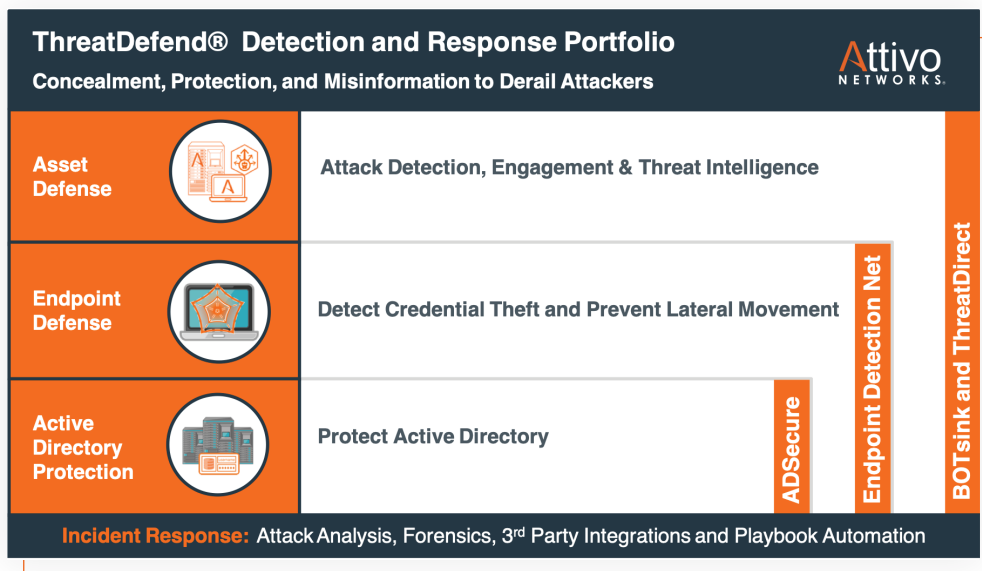 ThreatDefend® Detection and Response Portfolio
Concealment, Protection, and Misinformation to Derail Attackers
Attivo
NETWORKS®
Asset
Defense
Attack Detection, Engagement & Threat Intelligence
Endpoint
Defense
Detect Credential Theft and Prevent Lateral Movement
Active
Directory
Protection
Protect Active Directory
ADSecure
Endpoint Detection Net
BOTsink and ThreatDirect
Incident Response: Attack Analysis, Forensics, 3rd Party Integrations and Playbook Automation